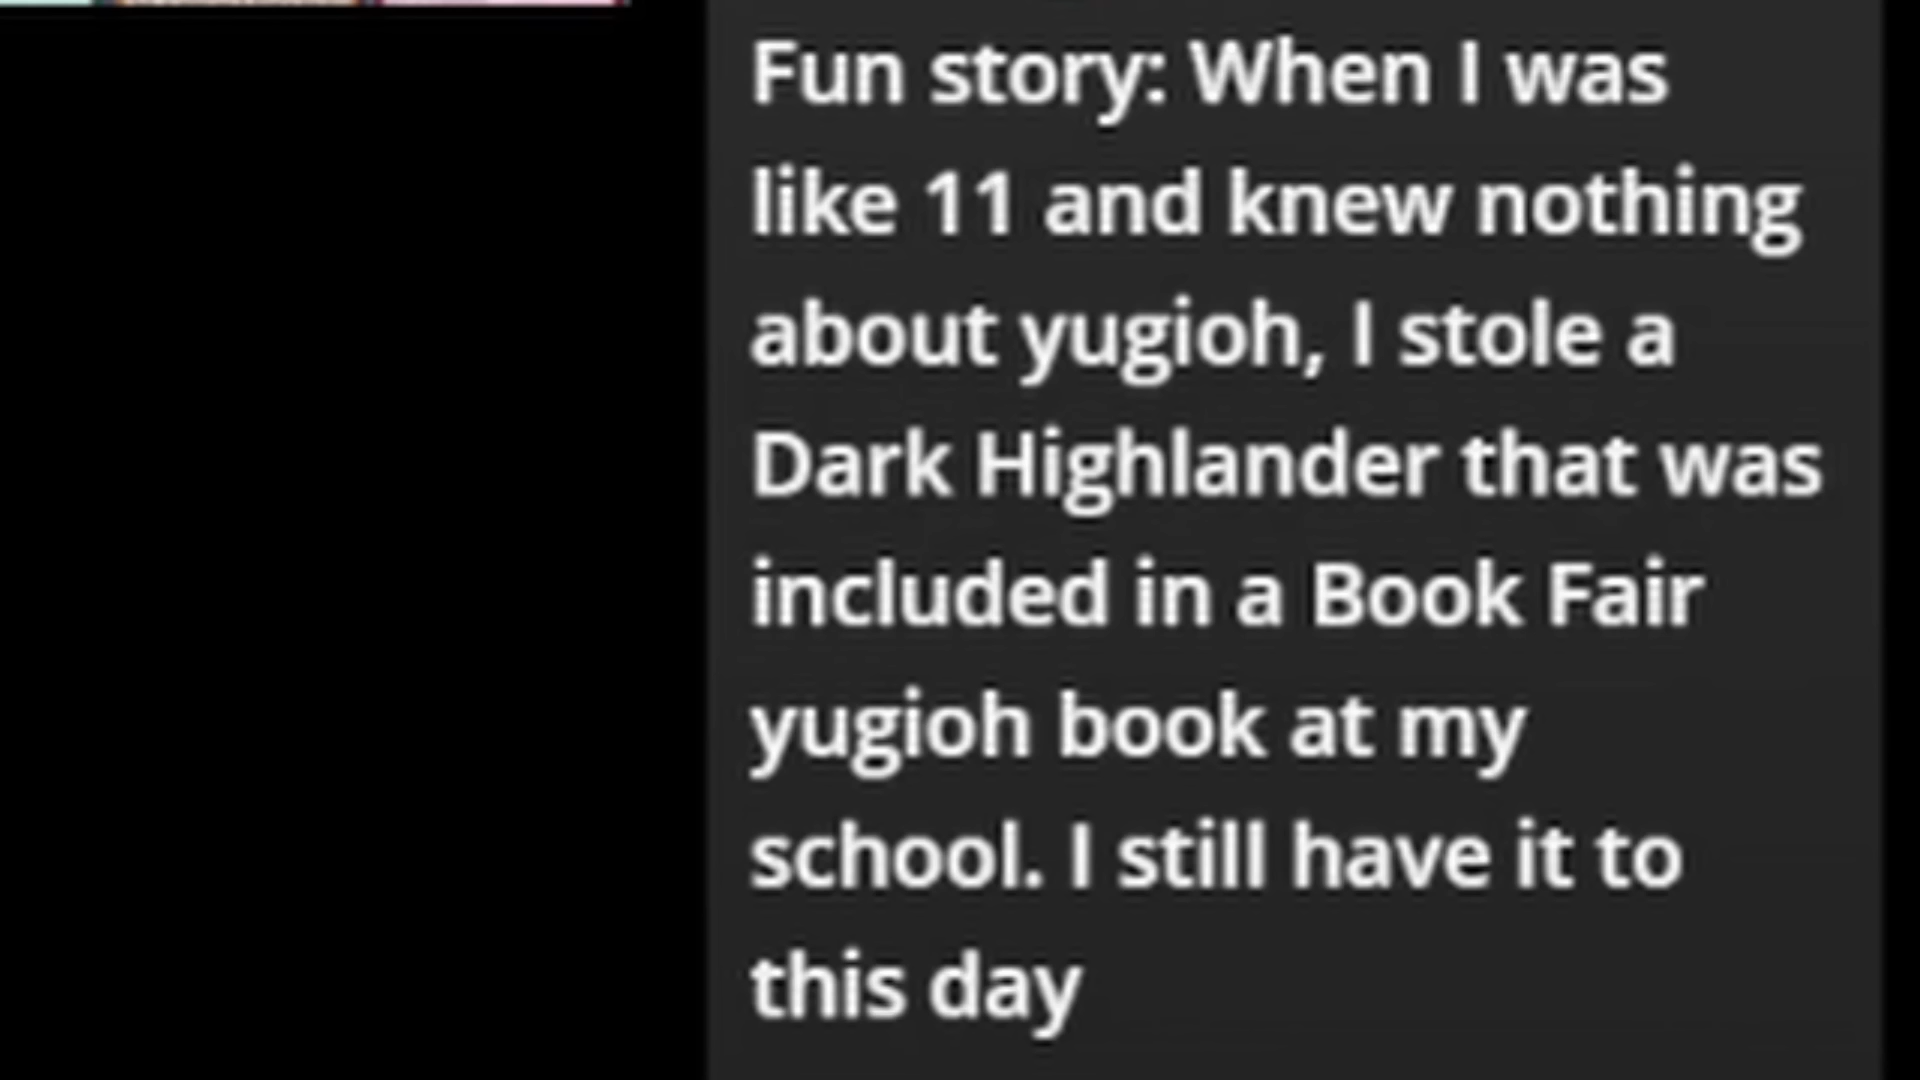 Fun story: When I was
like 11 and knew nothing
about yugioh, I stole a
Dark Highlander that was
included in a Book Fair
yugioh book at my
school. I still have it to
this day